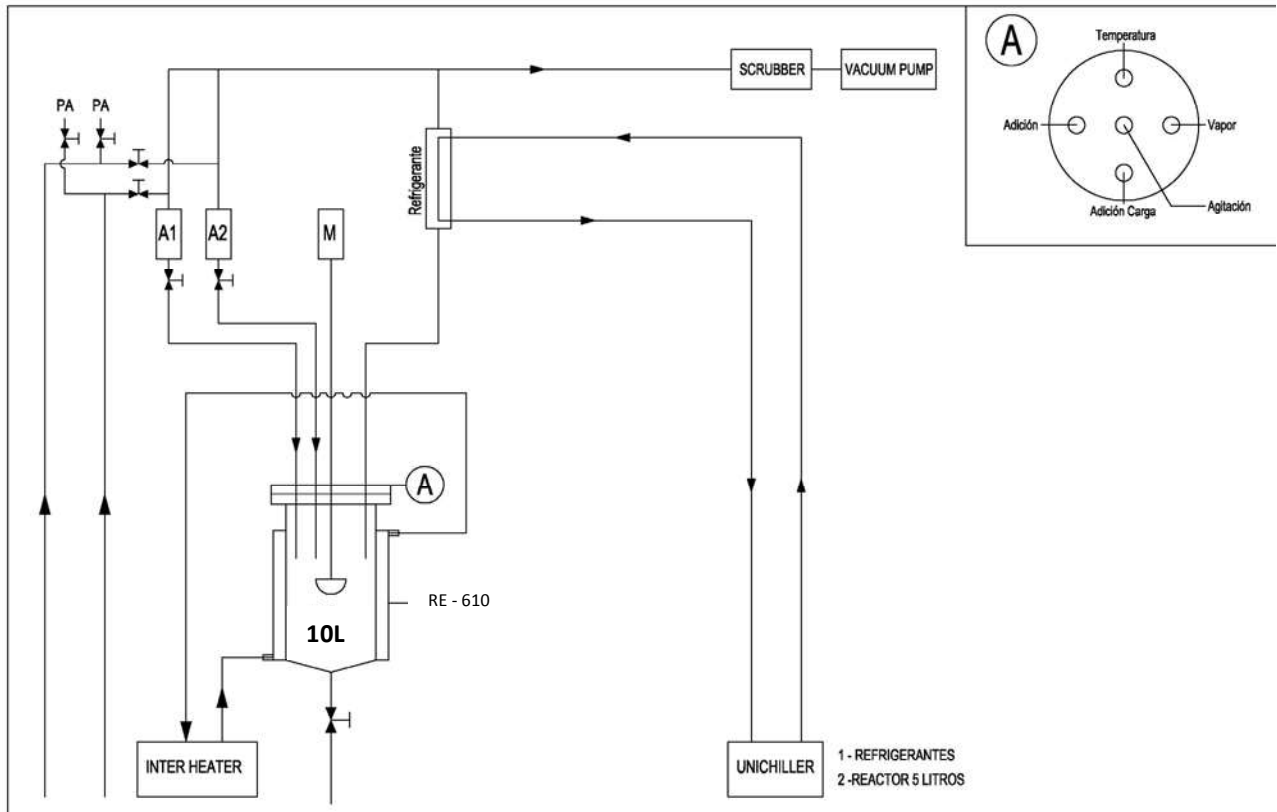 A
Temperatura
Adición
Vapor
Adición Carga
Agitación
SCRUBBER
VACUUM PUMP
PA
PA
Refrigerante
A1
A2
M
A
RE - 610
10L
INTER HEATER
UNICHILLER
1 - REFRIGERANTES
2 -REACTOR 5 LITROS